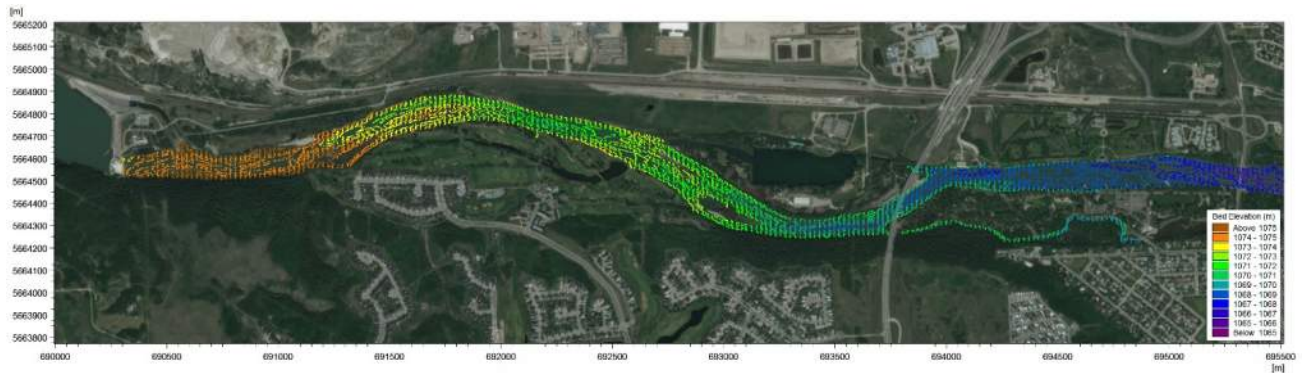 [m]
5665200
5665100
5665000
5664900
5664800
5664700
5664600
5664500
5664400
5664300
5664200
5664100
5664000
5663900
5663800
Bed Elevation (m)
Above 1075
1074 - 1075
1073 - 1074
1072 - 1073
1071 - 1072
1070 - 1071
1069 - 1070
1068 - 1069
1067 - 1068
1066 - 1067
1065 - 1066
Below 1065
690000 690500 691000 691500 692000 692500 693000 693500 694000 694500 695000 695500
[m]